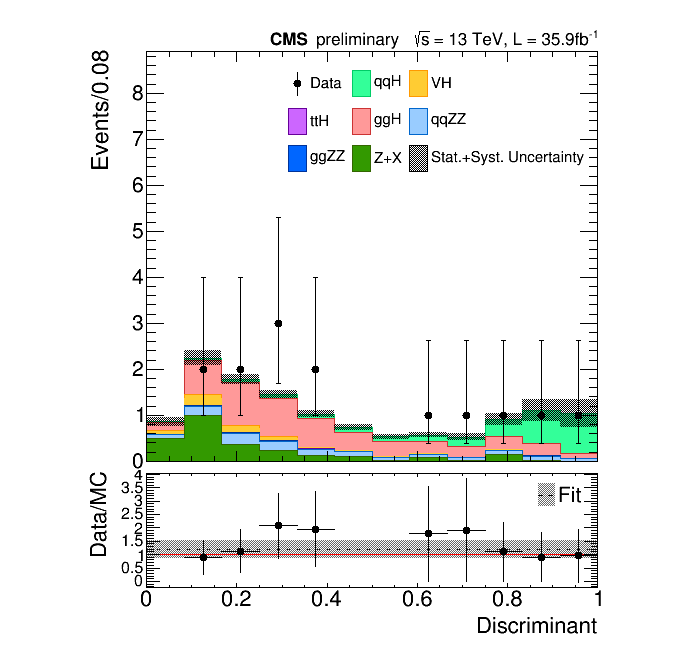 CMS preliminary √s = 13 TeV, L = 35.9fb⁻¹
Events/0.08
8
7
6
5
4
3
2
1
0
Data qqH VH
ttH ggH qqZZ
ggZZ Z+X Stat.+Syst. Uncertainty
Data/MC
4
3.5
3
2.5
2
1.5
1
0.5
0
Fit
0 0.2 0.4 0.6 0.8 1
Discriminant